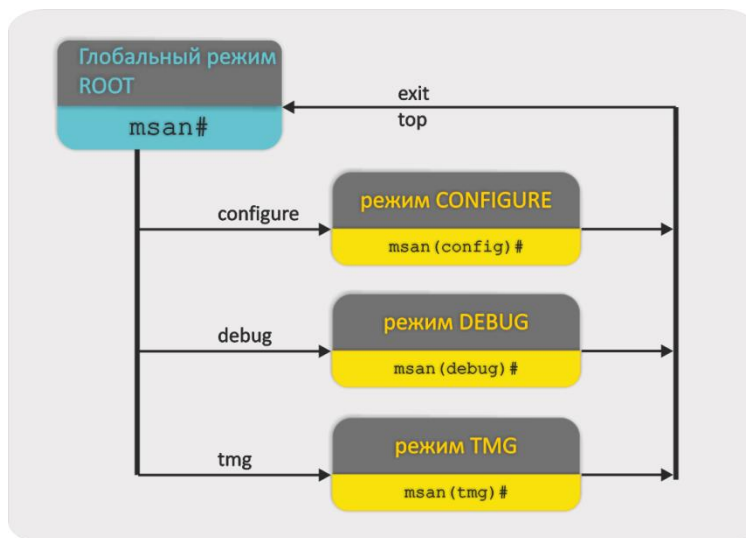 Глобальный режим
ROOT
msan#
exit
top
configure
режим CONFIGURE
msan(config)#
debug
режим DEBUG
msan(debug)#
tmg
режим TMG
msan(tmg)#